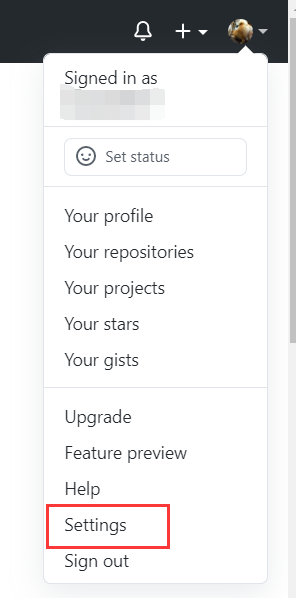 Signed in as
Set status
Your profile
Your repositories
Your projects
Your stars
Your gists
Upgrade
Feature preview
Help
Settings
Sign out